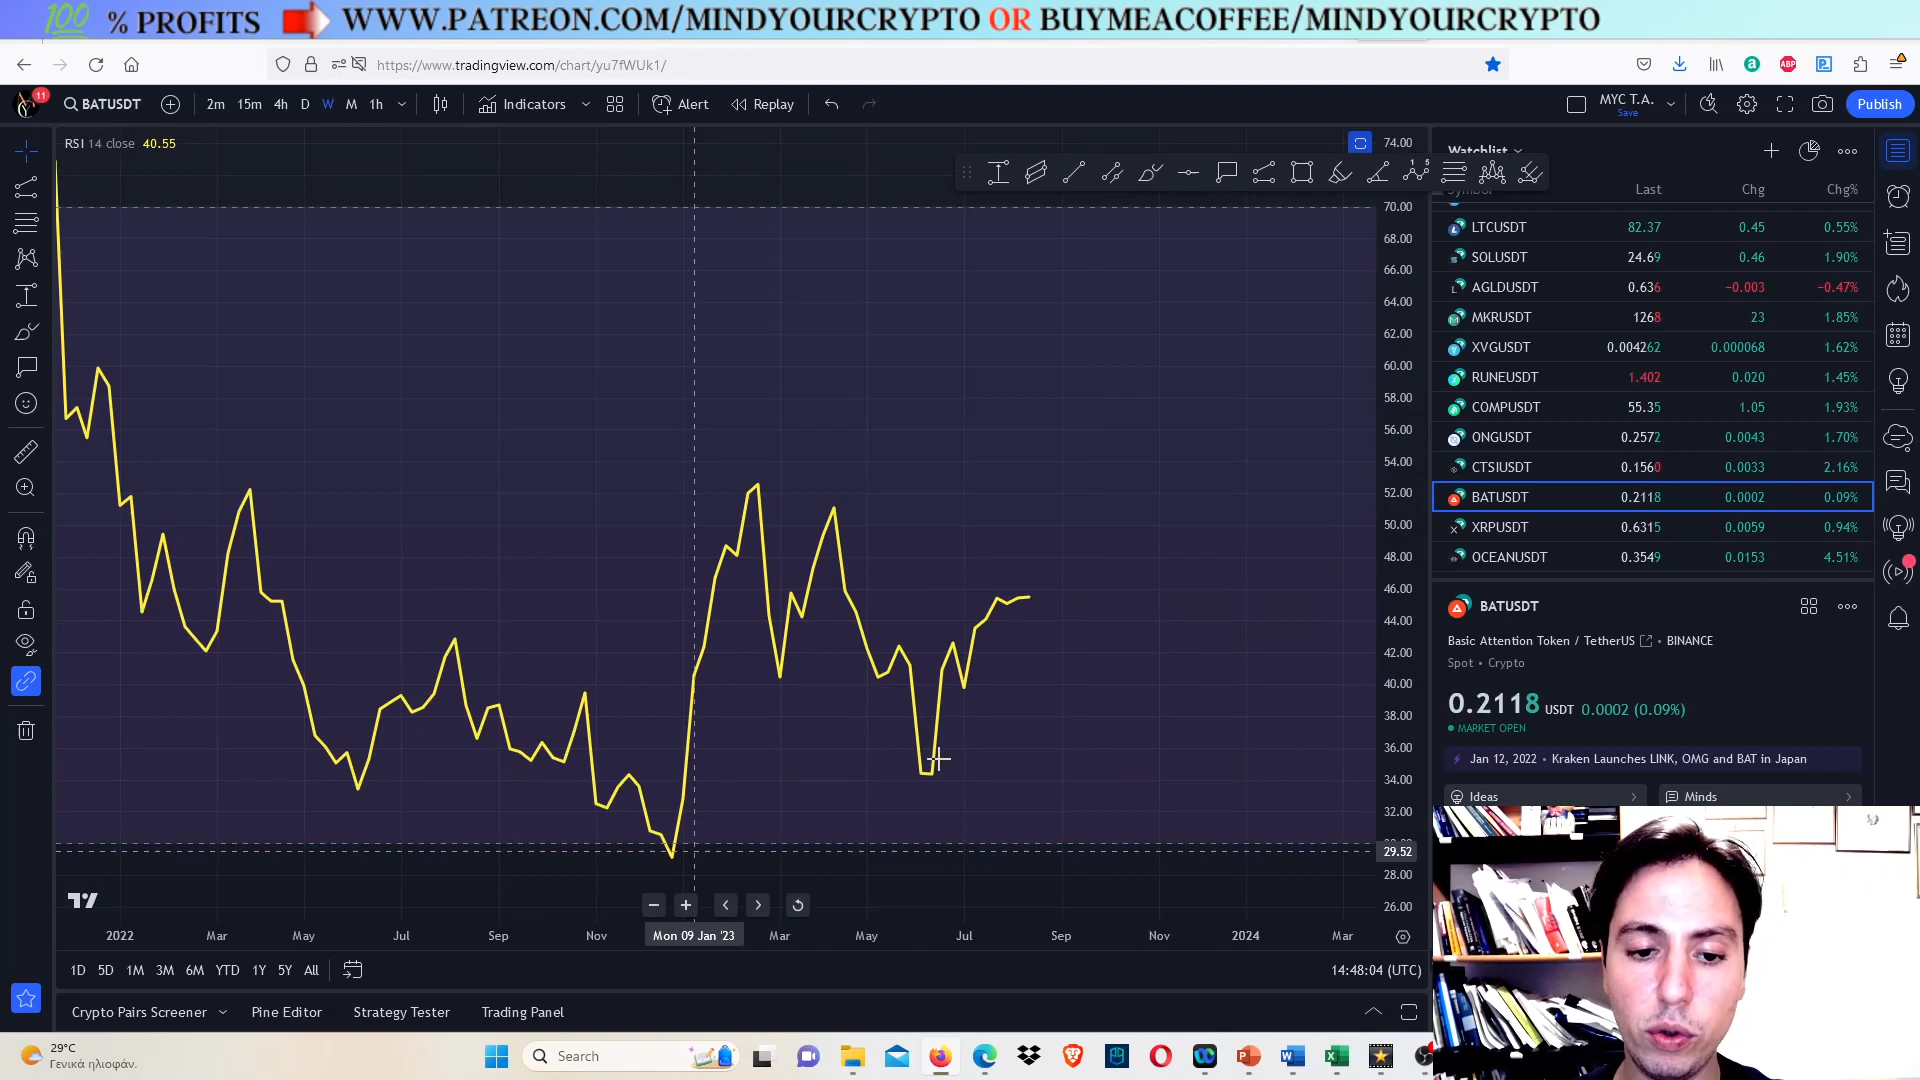 💯 % PROFITS WWW.PATREON.COM/MINDYOURCRYPTO OR BUYMEACOFFEE/MINDYOURCRYPTO
https://www.tradingview.com/chart/yu7fWUk1/
11 BATUSDT 2m 15m 4h D W M 1h Indicators Alert Replay MYC T.A. Save Publish
RSI 14 close 40.55
74.00
70.00
68.00
66.00
64.00
62.00
60.00
58.00
56.00
54.00
52.00
50.00
48.00
46.00
44.00
42.00
40.00
38.00
36.00
34.00
32.00
29.52
28.00
26.00
2022 Mar May Jul Sep Nov Mon 09 Jan '23 Mar May Jul Sep Nov 2024 Mar
1D 5D 1M 3M 6M YTD 1Y 5Y All 14:48:04 (UTC)
Crypto Pairs Screener Pine Editor Strategy Tester Trading Panel
Watchlist
Symbol Last Chg Chg%
LTCUSDT 82.37 0.45 0.55%
SOLUSDT 24.69 0.46 1.90%
AGLDUSDT 0.636 −0.003 −0.47%
MKRUSDT 1268 23 1.85%
XVGUSDT 0.004262 0.000068 1.62%
RUNEUSDT 1.402 0.020 1.45%
COMPUSDT 55.35 1.05 1.93%
ONGUSDT 0.2572 0.0043 1.70%
CTSIUSDT 0.1560 0.0033 2.16%
BATUSDT 0.2118 0.0002 0.09%
XRPUSDT 0.6315 0.0059 0.94%
OCEANUSDT 0.3549 0.0153 4.51%
BATUSDT
Basic Attention Token / TetherUS • BINANCE
Spot • Crypto
0.2118 USDT 0.0002 (0.09%)
MARKET OPEN
Jan 12, 2022 • Kraken Launches LINK, OMG and BAT in Japan
Ideas Minds
29°C
Γενικά ηλιοφάν.
Search